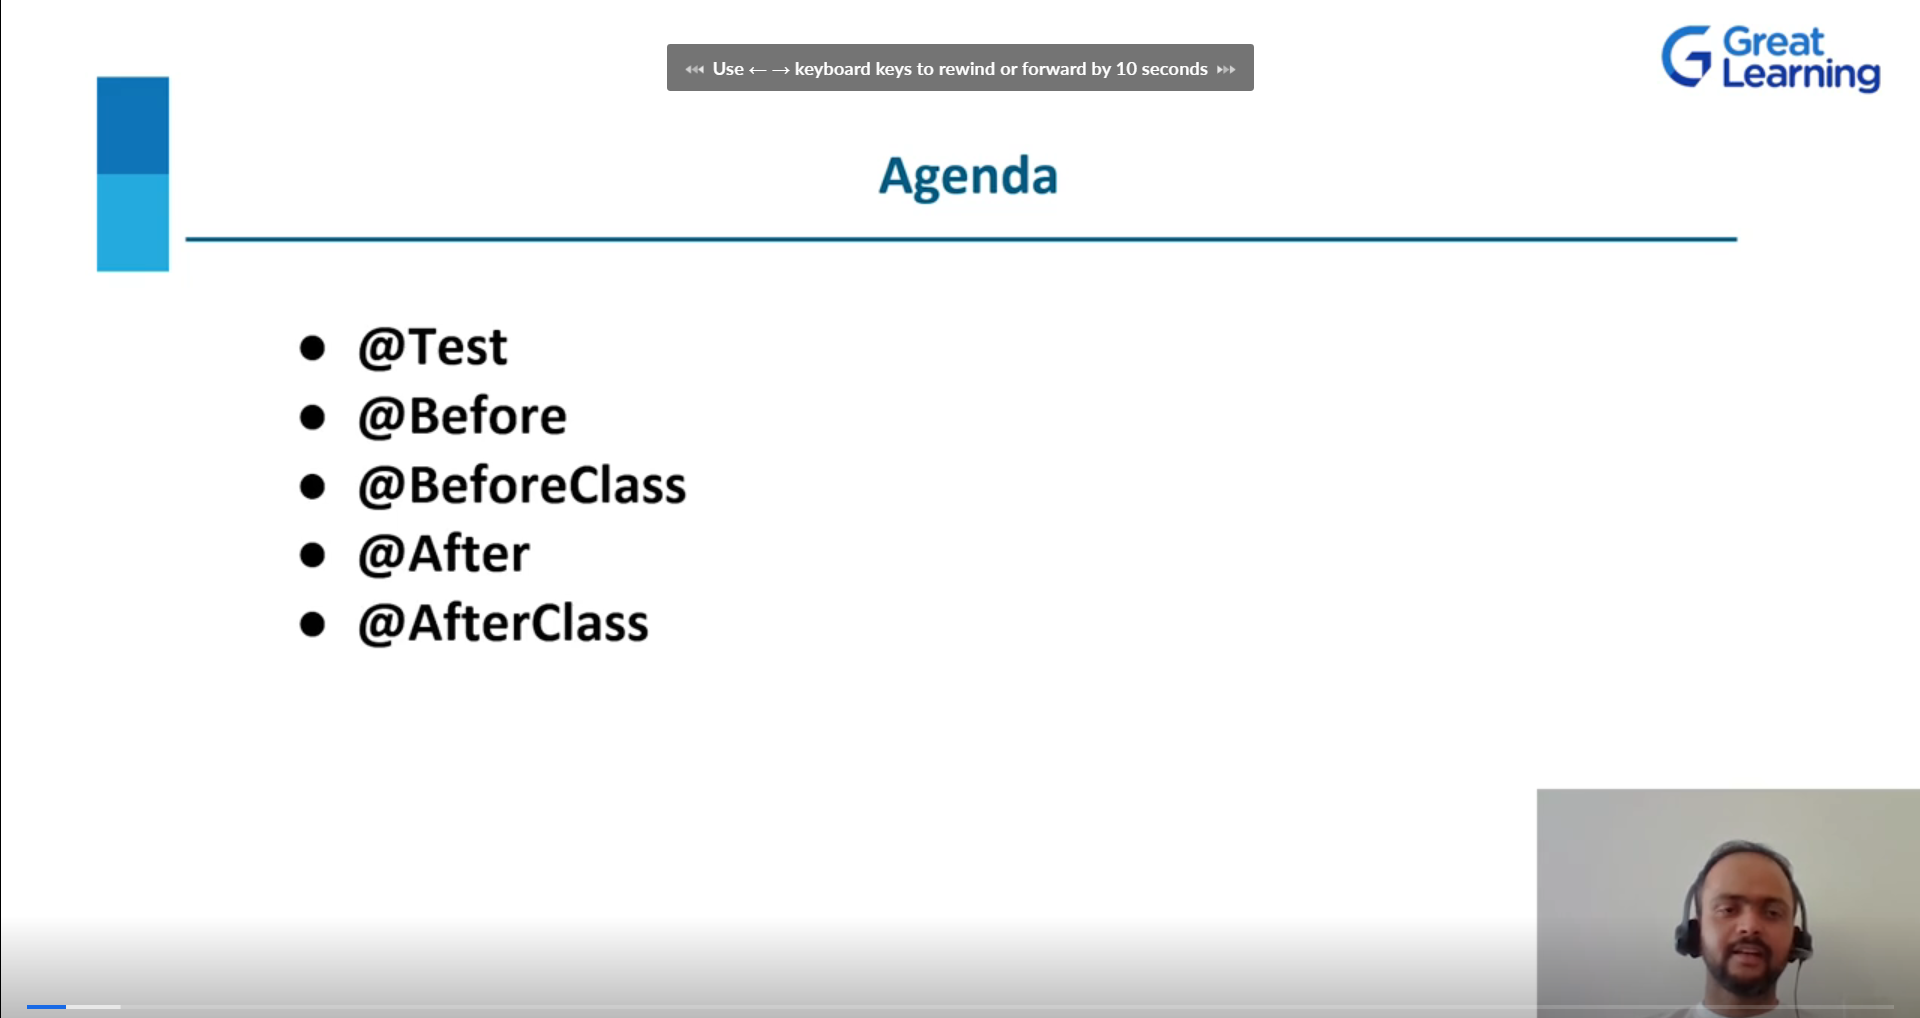 Great
Learning
Use ← → keyboard keys to rewind or forward by 10 seconds
Agenda
@Test
@Before
@BeforeClass
@After
@AfterClass